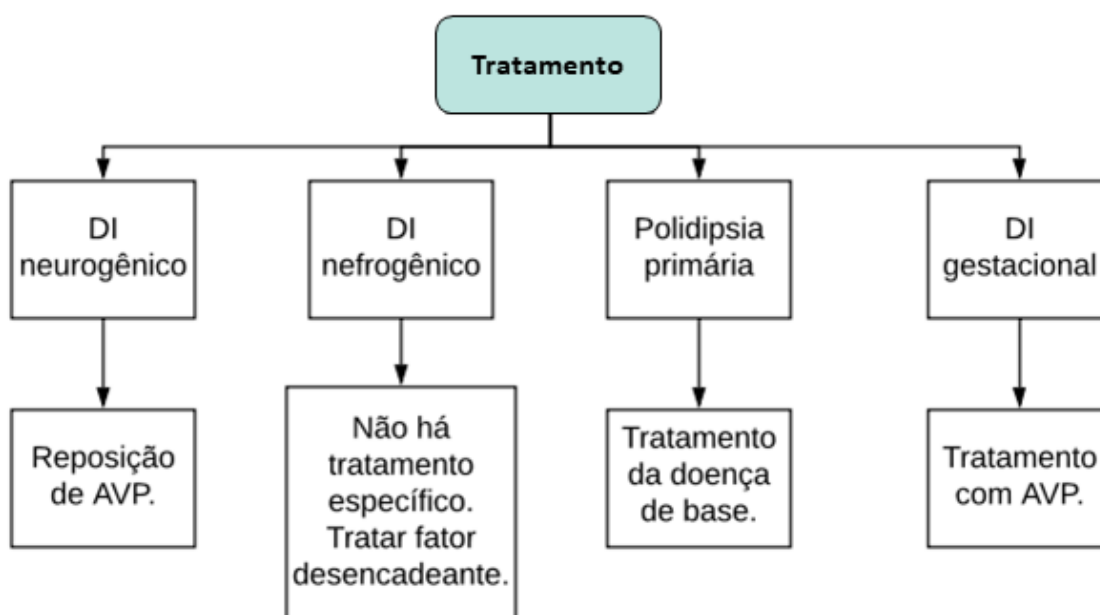 Tratamento
DI
neurogênico
DI
nefrogênico
Polidipsia
primária
DI
gestacional
Reposição
de AVP.
Não há
tratamento
específico.
Tratar fator
desencadeante.
Tratamento
da doença
de base.
Tratamento
com AVP.